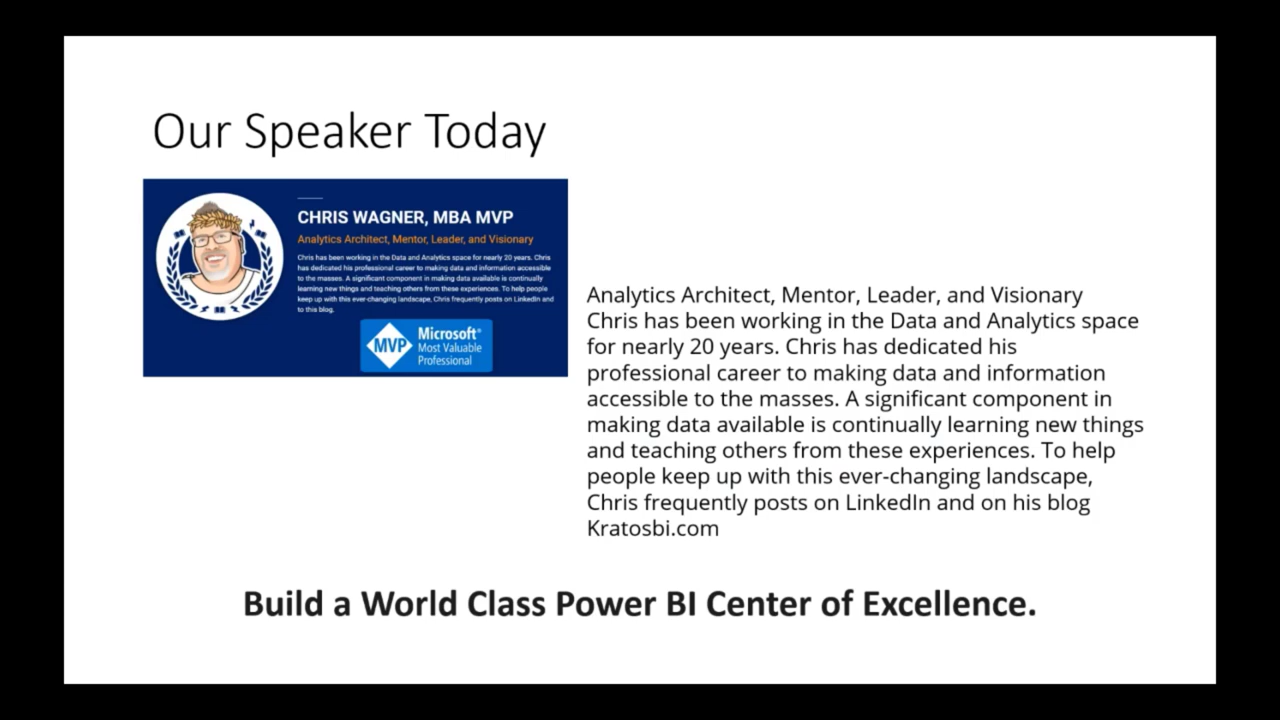 Our Speaker Today
CHRIS WAGNER, MBA MVP
Analytics Architect, Mentor, Leader, and Visionary
Chris has been working in the Data and Analytics space for nearly 20 years. Chris
has dedicated his professional career to making data and information accessible
to the masses. A significant component in making data available is continually
learning new things and teaching others from these experiences. To help people
keep up with this ever-changing landscape, Chris frequently posts on LinkedIn and
to this blog.
MVP
Microsoft®
Most Valuable
Professional
Analytics Architect, Mentor, Leader, and Visionary
Chris has been working in the Data and Analytics space
for nearly 20 years. Chris has dedicated his
professional career to making data and information
accessible to the masses. A significant component in
making data available is continually learning new things
and teaching others from these experiences. To help
people keep up with this ever-changing landscape,
Chris frequently posts on LinkedIn and on his blog
Kratosbi.com
Build a World Class Power BI Center of Excellence.